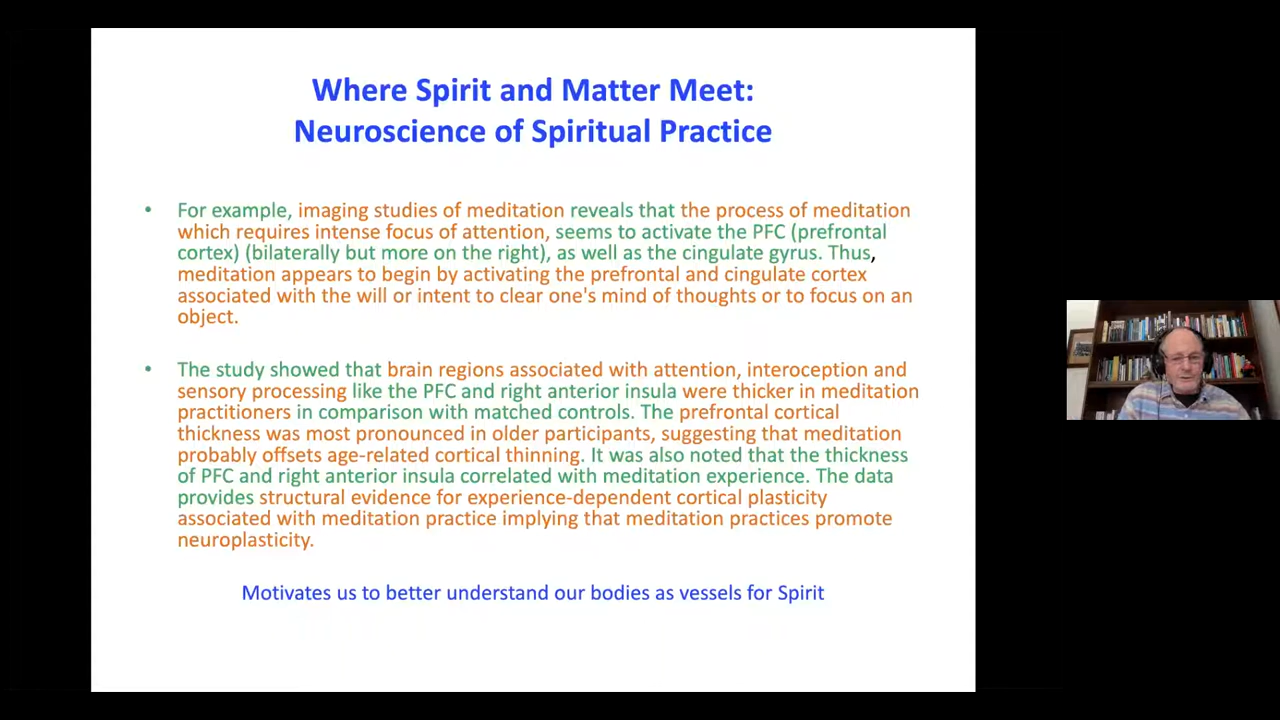 Where Spirit and Matter Meet:
Neuroscience of Spiritual Practice
• For example, imaging studies of meditation reveals that the process of meditation
which requires intense focus of attention, seems to activate the PFC (prefrontal
cortex) (bilaterally but more on the right), as well as the cingulate gyrus. Thus,
meditation appears to begin by activating the prefrontal and cingulate cortex
associated with the will or intent to clear one's mind of thoughts or to focus on an
object.
• The study showed that brain regions associated with attention, interoception and
sensory processing like the PFC and right anterior insula were thicker in meditation
practitioners in comparison with matched controls. The prefrontal cortical
thickness was most pronounced in older participants, suggesting that meditation
probably offsets age-related cortical thinning. It was also noted that the thickness
of PFC and right anterior insula correlated with meditation experience. The data
provides structural evidence for experience-dependent cortical plasticity
associated with meditation practice implying that meditation practices promote
neuroplasticity.
Motivates us to better understand our bodies as vessels for Spirit